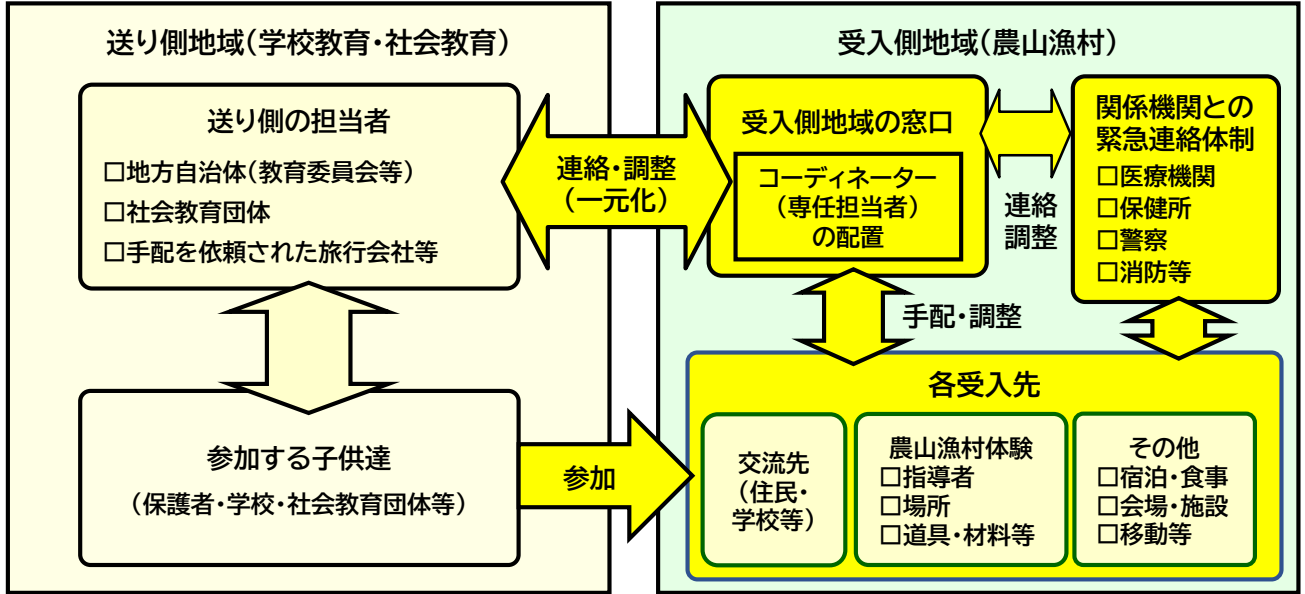 送り側地域(学校教育・社会教育)
送り側の担当者
□地方自治体(教育委員会等)
□社会教育団体
□手配を依頼された旅行会社等
連絡・調整
(一元化)
参加する子供達
(保護者・学校・社会教育団体等)
参加
受入側地域(農山漁村)
受入側地域の窓口
コーディネーター
(専任担当者)
の配置
連絡
調整
関係機関との
緊急連絡体制
□医療機関
□保健所
□警察
□消防等
手配・調整
各受入先
交流先
(住民・
学校等)
農山漁村体験
□指導者
□場所
□道具・材料等
その他
□宿泊・食事
□会場・施設
□移動等